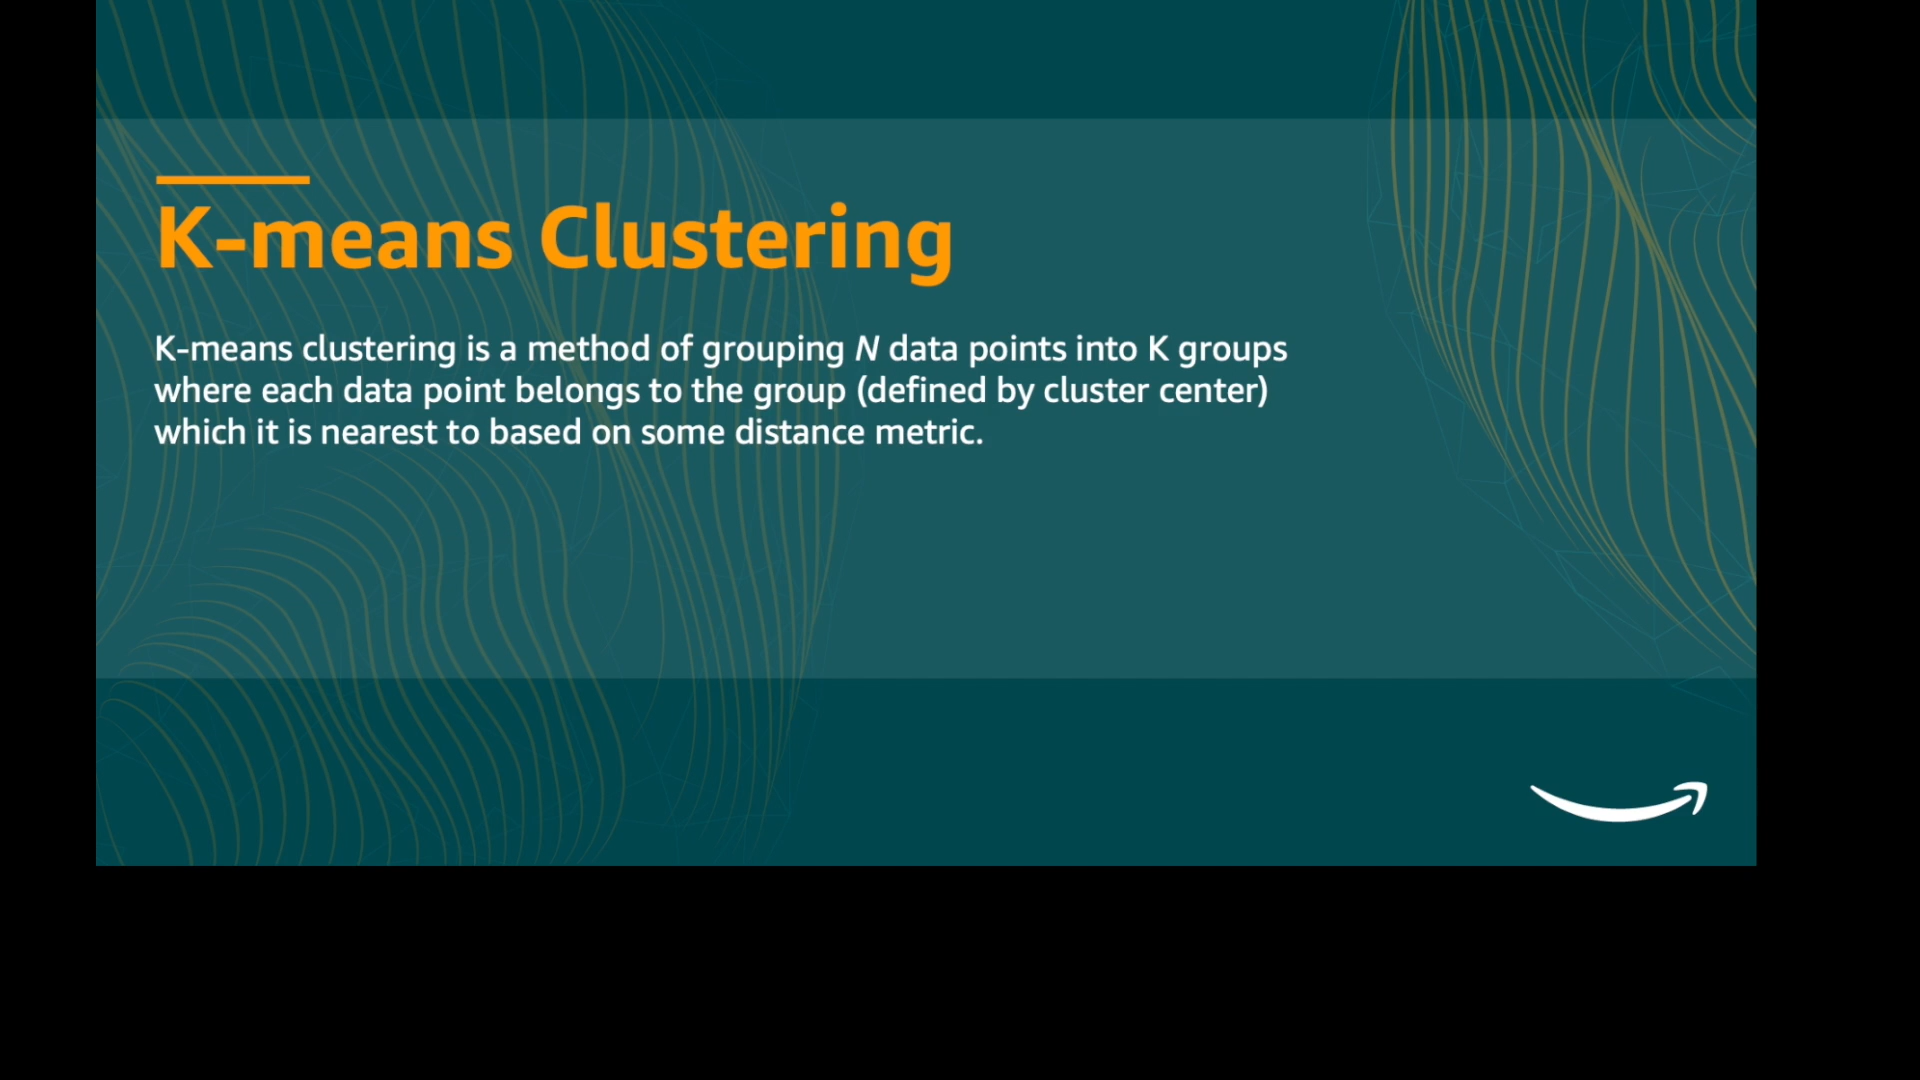 K-means Clustering
K-means clustering is a method of grouping N data points into K groups
where each data point belongs to the group (defined by cluster center)
which it is nearest to based on some distance metric.